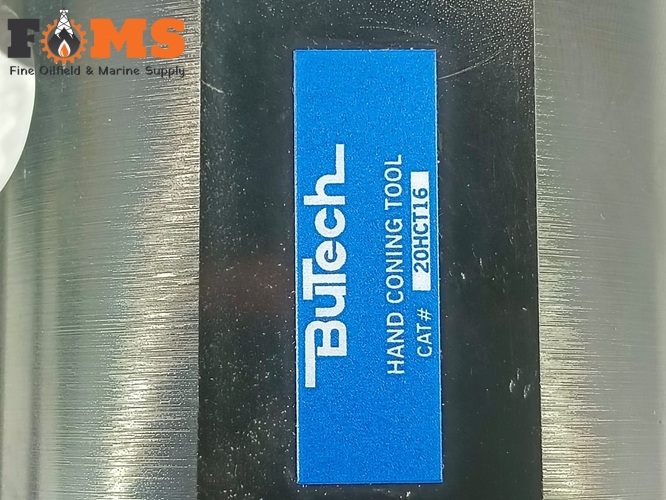 FOMS
Fine Oilfield & Marine Supply
BuTech
HAND CONING TOOL
CAT# 20HCT16